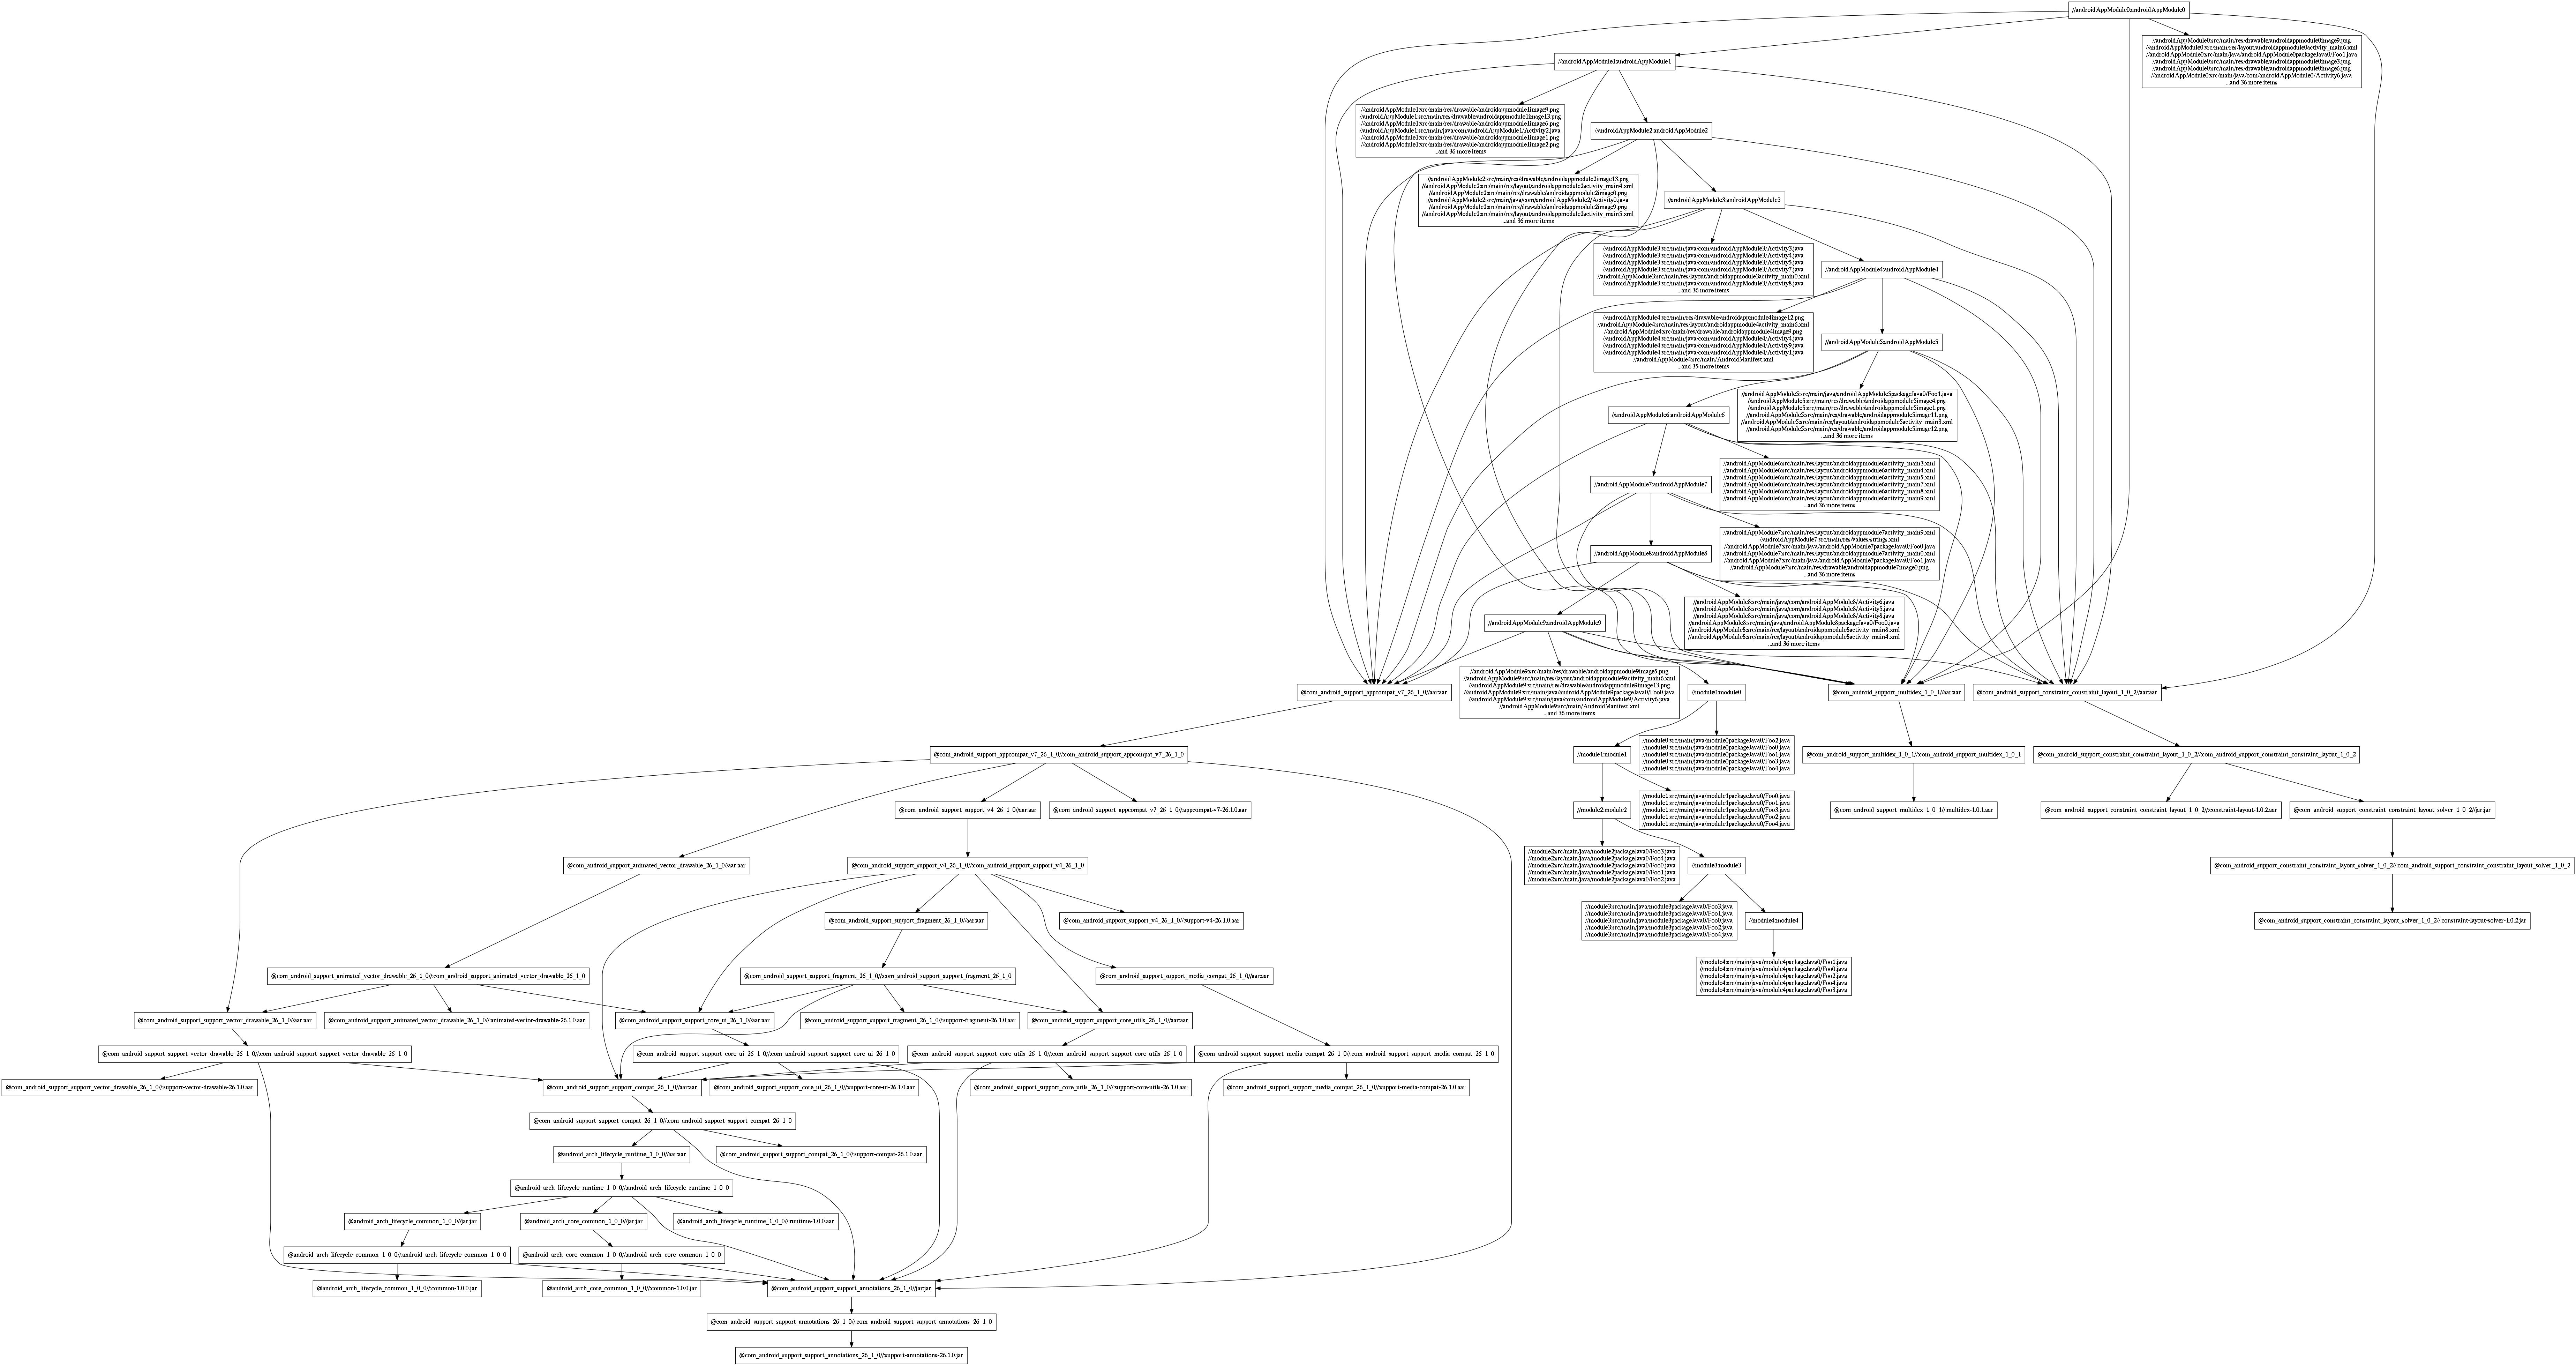 //androidAppModule0:androidAppModule0
//androidAppModule0:src/main/res/drawable/androidappmodule0image9.png
//androidAppModule0:src/main/res/layout/androidappmodule0activity_main6.xml
//androidAppModule0:src/main/java/androidAppModule0packageJava0/Foo1.java
//androidAppModule0:src/main/res/drawable/androidappmodule0image3.png
//androidAppModule0:src/main/res/drawable/androidappmodule0image6.png
//androidAppModule0:src/main/java/com/androidAppModule0/Activity6.java
...and 36 more items
//androidAppModule1:androidAppModule1
//androidAppModule1:src/main/res/drawable/androidappmodule1image9.png
//androidAppModule1:src/main/res/drawable/androidappmodule1image13.png
//androidAppModule1:src/main/res/drawable/androidappmodule1image6.png
//androidAppModule1:src/main/java/com/androidAppModule1/Activity2.java
//androidAppModule1:src/main/res/drawable/androidappmodule1image1.png
//androidAppModule1:src/main/res/drawable/androidappmodule1image2.png
...and 36 more items
//androidAppModule2:androidAppModule2
//androidAppModule2:src/main/res/drawable/androidappmodule2image13.png
//androidAppModule2:src/main/res/layout/androidappmodule2activity_main4.xml
//androidAppModule2:src/main/res/drawable/androidappmodule2image0.png
//androidAppModule2:src/main/java/com/androidAppModule2/Activity0.java
//androidAppModule2:src/main/res/drawable/androidappmodule2image9.png
//androidAppModule2:src/main/res/layout/androidappmodule2activity_main5.xml
...and 36 more items
//androidAppModule3:androidAppModule3
//androidAppModule3:src/main/java/com/androidAppModule3/Activity3.java
//androidAppModule3:src/main/java/com/androidAppModule3/Activity4.java
//androidAppModule3:src/main/java/com/androidAppModule3/Activity5.java
//androidAppModule3:src/main/java/com/androidAppModule3/Activity7.java
//androidAppModule3:src/main/res/layout/androidappmodule3activity_main0.xml
//androidAppModule3:src/main/java/com/androidAppModule3/Activity8.java
...and 36 more items
//androidAppModule4:androidAppModule4
//androidAppModule4:src/main/res/drawable/androidappmodule4image12.png
//androidAppModule4:src/main/res/layout/androidappmodule4activity_main6.xml
//androidAppModule4:src/main/res/drawable/androidappmodule4image9.png
//androidAppModule4:src/main/java/com/androidAppModule4/Activity4.java
//androidAppModule4:src/main/java/com/androidAppModule4/Activity9.java
//androidAppModule4:src/main/java/com/androidAppModule4/Activity1.java
//androidAppModule4:src/main/AndroidManifest.xml
...and 35 more items
//androidAppModule5:androidAppModule5
//androidAppModule5:src/main/java/androidAppModule5packageJava0/Foo1.java
//androidAppModule5:src/main/res/drawable/androidappmodule5image4.png
//androidAppModule5:src/main/res/drawable/androidappmodule5image1.png
//androidAppModule5:src/main/res/drawable/androidappmodule5image11.png
//androidAppModule5:src/main/res/layout/androidappmodule5activity_main3.xml
//androidAppModule5:src/main/res/drawable/androidappmodule5image12.png
...and 36 more items
//androidAppModule6:androidAppModule6
//androidAppModule6:src/main/res/layout/androidappmodule6activity_main3.xml
//androidAppModule6:src/main/res/layout/androidappmodule6activity_main4.xml
//androidAppModule6:src/main/res/layout/androidappmodule6activity_main5.xml
//androidAppModule6:src/main/res/layout/androidappmodule6activity_main7.xml
//androidAppModule6:src/main/res/layout/androidappmodule6activity_main8.xml
//androidAppModule6:src/main/res/layout/androidappmodule6activity_main9.xml
...and 36 more items
//androidAppModule7:androidAppModule7
//androidAppModule7:src/main/res/layout/androidappmodule7activity_main9.xml
//androidAppModule7:src/main/res/values/strings.xml
//androidAppModule7:src/main/java/androidAppModule7packageJava0/Foo0.java
//androidAppModule7:src/main/res/layout/androidappmodule7activity_main0.xml
//androidAppModule7:src/main/java/androidAppModule7packageJava0/Foo1.java
//androidAppModule7:src/main/res/drawable/androidappmodule7image0.png
...and 36 more items
//androidAppModule8:androidAppModule8
//androidAppModule8:src/main/java/com/androidAppModule8/Activity6.java
//androidAppModule8:src/main/java/com/androidAppModule8/Activity5.java
//androidAppModule8:src/main/java/com/androidAppModule8/Activity8.java
//androidAppModule8:src/main/java/androidAppModule8packageJava0/Foo0.java
//androidAppModule8:src/main/res/layout/androidappmodule8activity_main8.xml
//androidAppModule8:src/main/res/layout/androidappmodule8activity_main4.xml
...and 36 more items
//androidAppModule9:androidAppModule9
//androidAppModule9:src/main/res/drawable/androidappmodule9image5.png
//androidAppModule9:src/main/res/layout/androidappmodule9activity_main6.xml
//androidAppModule9:src/main/res/drawable/androidappmodule9image13.png
//androidAppModule9:src/main/java/androidAppModule9packageJava0/Foo0.java
//androidAppModule9:src/main/java/com/androidAppModule9/Activity6.java
//androidAppModule9:src/main/AndroidManifest.xml
...and 36 more items
@com_android_support_appcompat_v7_26_1_0//aar:aar
//module0:module0
@com_android_support_multidex_1_0_1//aar:aar
@com_android_support_constraint_constraint_layout_1_0_2//aar:aar
@com_android_support_appcompat_v7_26_1_0//:com_android_support_appcompat_v7_26_1_0
//module1:module1
//module0:src/main/java/module0packageJava0/Foo2.java
//module0:src/main/java/module0packageJava0/Foo0.java
//module0:src/main/java/module0packageJava0/Foo1.java
//module0:src/main/java/module0packageJava0/Foo3.java
//module0:src/main/java/module0packageJava0/Foo4.java
@com_android_support_multidex_1_0_1//:com_android_support_multidex_1_0_1
@com_android_support_constraint_constraint_layout_1_0_2//:com_android_support_constraint_constraint_layout_1_0_2
@com_android_support_support_v4_26_1_0//aar:aar
@com_android_support_appcompat_v7_26_1_0//:appcompat-v7-26.1.0.aar
//module2:module2
//module1:src/main/java/module1packageJava0/Foo0.java
//module1:src/main/java/module1packageJava0/Foo1.java
//module1:src/main/java/module1packageJava0/Foo3.java
//module1:src/main/java/module1packageJava0/Foo2.java
//module1:src/main/java/module1packageJava0/Foo4.java
@com_android_support_multidex_1_0_1//:multidex-1.0.1.aar
@com_android_support_constraint_constraint_layout_1_0_2//:constraint-layout-1.0.2.aar
@com_android_support_constraint_constraint_layout_solver_1_0_2//jar:jar
@com_android_support_animated_vector_drawable_26_1_0//aar:aar
@com_android_support_support_v4_26_1_0//:com_android_support_support_v4_26_1_0
//module2:src/main/java/module2packageJava0/Foo3.java
//module2:src/main/java/module2packageJava0/Foo4.java
//module2:src/main/java/module2packageJava0/Foo0.java
//module2:src/main/java/module2packageJava0/Foo1.java
//module2:src/main/java/module2packageJava0/Foo2.java
//module3:module3
@com_android_support_constraint_constraint_layout_solver_1_0_2//:com_android_support_constraint_constraint_layout_solver_1_0_2
@com_android_support_support_fragment_26_1_0//aar:aar
@com_android_support_support_v4_26_1_0//:support-v4-26.1.0.aar
//module3:src/main/java/module3packageJava0/Foo3.java
//module3:src/main/java/module3packageJava0/Foo1.java
//module3:src/main/java/module3packageJava0/Foo0.java
//module3:src/main/java/module3packageJava0/Foo2.java
//module3:src/main/java/module3packageJava0/Foo4.java
//module4:module4
@com_android_support_constraint_constraint_layout_solver_1_0_2//:constraint-layout-solver-1.0.2.jar
@com_android_support_animated_vector_drawable_26_1_0//:com_android_support_animated_vector_drawable_26_1_0
@com_android_support_support_fragment_26_1_0//:com_android_support_support_fragment_26_1_0
@com_android_support_support_media_compat_26_1_0//aar:aar
//module4:src/main/java/module4packageJava0/Foo1.java
//module4:src/main/java/module4packageJava0/Foo0.java
//module4:src/main/java/module4packageJava0/Foo2.java
//module4:src/main/java/module4packageJava0/Foo4.java
//module4:src/main/java/module4packageJava0/Foo3.java
@com_android_support_support_vector_drawable_26_1_0//aar:aar
@com_android_support_animated_vector_drawable_26_1_0//:animated-vector-drawable-26.1.0.aar
@com_android_support_support_core_ui_26_1_0//aar:aar
@com_android_support_support_fragment_26_1_0//:support-fragment-26.1.0.aar
@com_android_support_support_core_utils_26_1_0//aar:aar
@com_android_support_support_vector_drawable_26_1_0//:com_android_support_support_vector_drawable_26_1_0
@com_android_support_support_core_ui_26_1_0//:com_android_support_support_core_ui_26_1_0
@com_android_support_support_core_utils_26_1_0//:com_android_support_support_core_utils_26_1_0
@com_android_support_support_media_compat_26_1_0//:com_android_support_support_media_compat_26_1_0
@com_android_support_support_vector_drawable_26_1_0//:support-vector-drawable-26.1.0.aar
@com_android_support_support_compat_26_1_0//aar:aar
@com_android_support_support_core_ui_26_1_0//:support-core-ui-26.1.0.aar
@com_android_support_support_core_utils_26_1_0//:support-core-utils-26.1.0.aar
@com_android_support_support_media_compat_26_1_0//:support-media-compat-26.1.0.aar
@com_android_support_support_compat_26_1_0//:com_android_support_support_compat_26_1_0
@android_arch_lifecycle_runtime_1_0_0//aar:aar
@com_android_support_support_compat_26_1_0//:support-compat-26.1.0.aar
@android_arch_lifecycle_runtime_1_0_0//:android_arch_lifecycle_runtime_1_0_0
@android_arch_lifecycle_common_1_0_0//jar:jar
@android_arch_core_common_1_0_0//jar:jar
@android_arch_lifecycle_runtime_1_0_0//:runtime-1.0.0.aar
@android_arch_lifecycle_common_1_0_0//:android_arch_lifecycle_common_1_0_0
@android_arch_core_common_1_0_0//:android_arch_core_common_1_0_0
@android_arch_lifecycle_common_1_0_0//:common-1.0.0.jar
@android_arch_core_common_1_0_0//:common-1.0.0.jar
@com_android_support_support_annotations_26_1_0//jar:jar
@com_android_support_support_annotations_26_1_0//:com_android_support_support_annotations_26_1_0
@com_android_support_support_annotations_26_1_0//:support-annotations-26.1.0.jar